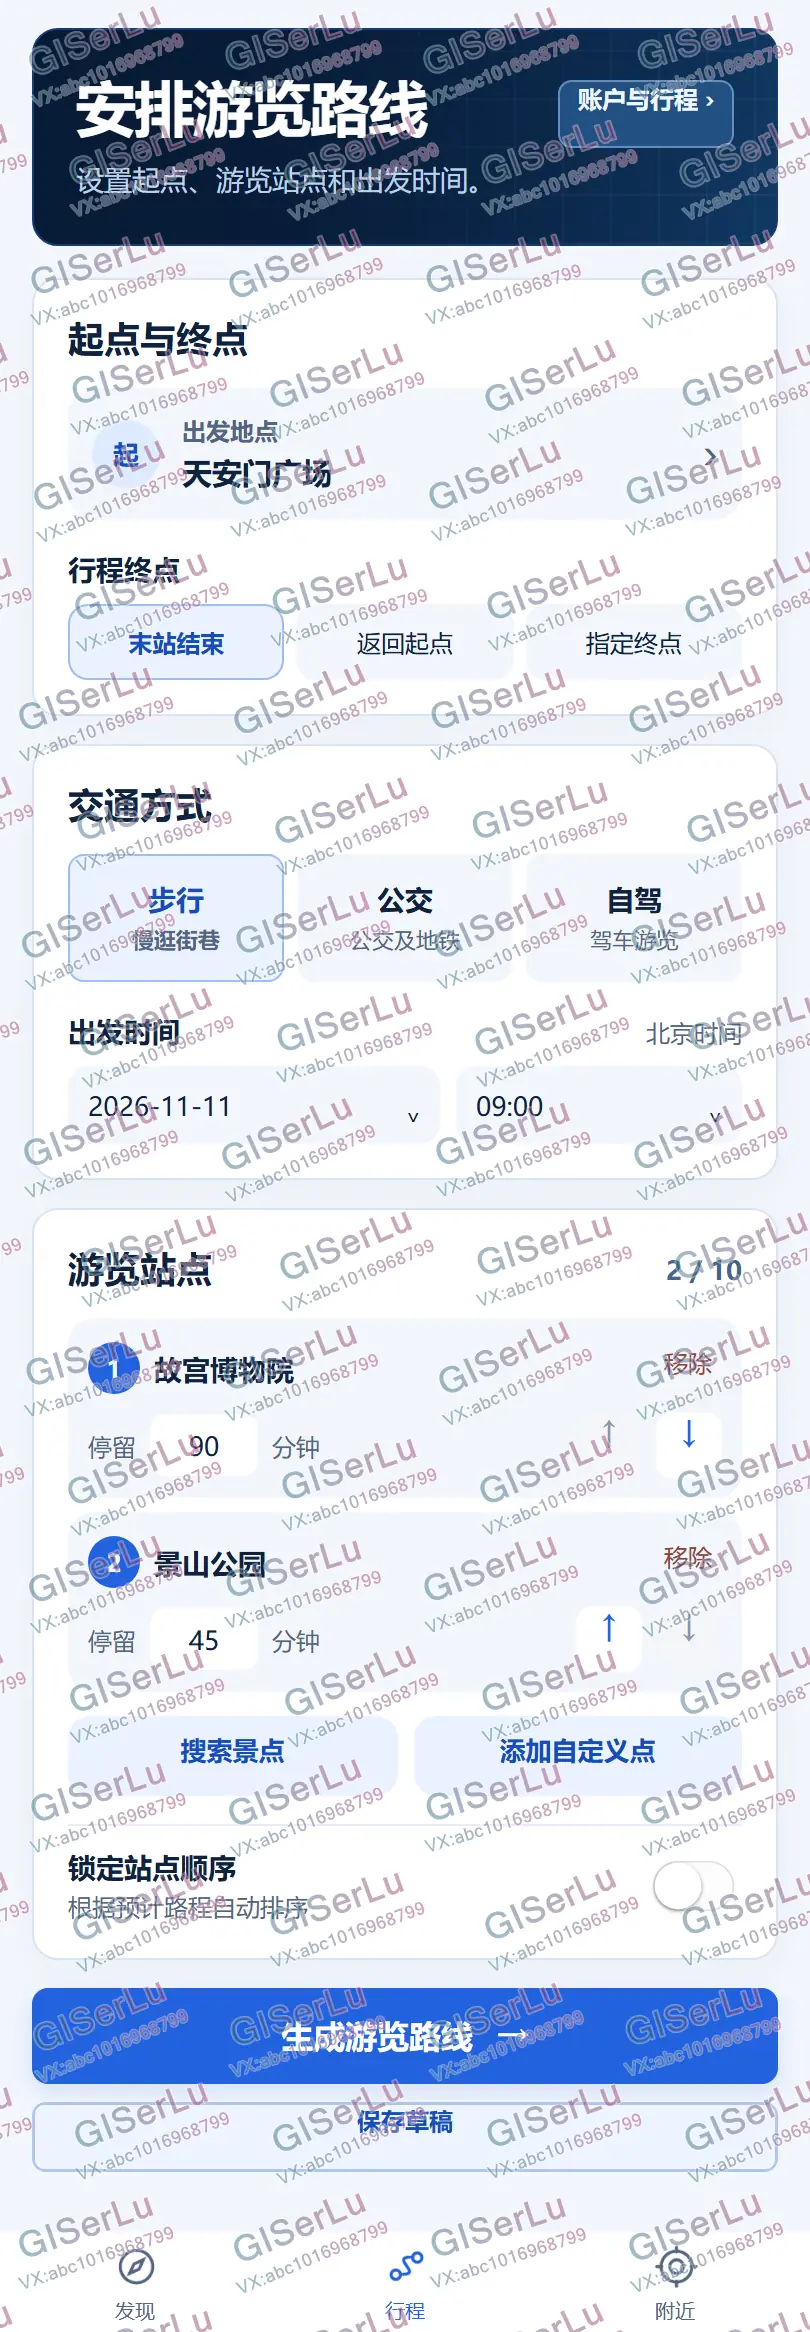 安排游览路线
账户与行程 ›
设置起点、游览站点和出发时间。
起点与终点
起
出发地点
天安门广场
›
行程终点
末站结束
返回起点
指定终点
交通方式
步行
慢逛街巷
公交
公交及地铁
自驾
驾车游览
出发时间
北京时间
2026-11-11
09:00
游览站点
2 / 10
1
故宫博物院
移除
停留
90
分钟
↑
↓
2
景山公园
移除
停留
45
分钟
↑
↓
搜索景点
添加自定义点
锁定站点顺序
根据预计路程自动排序
生成游览路线 →
保存草稿
发现
行程
附近
GISerLu
VX:abc1016968799